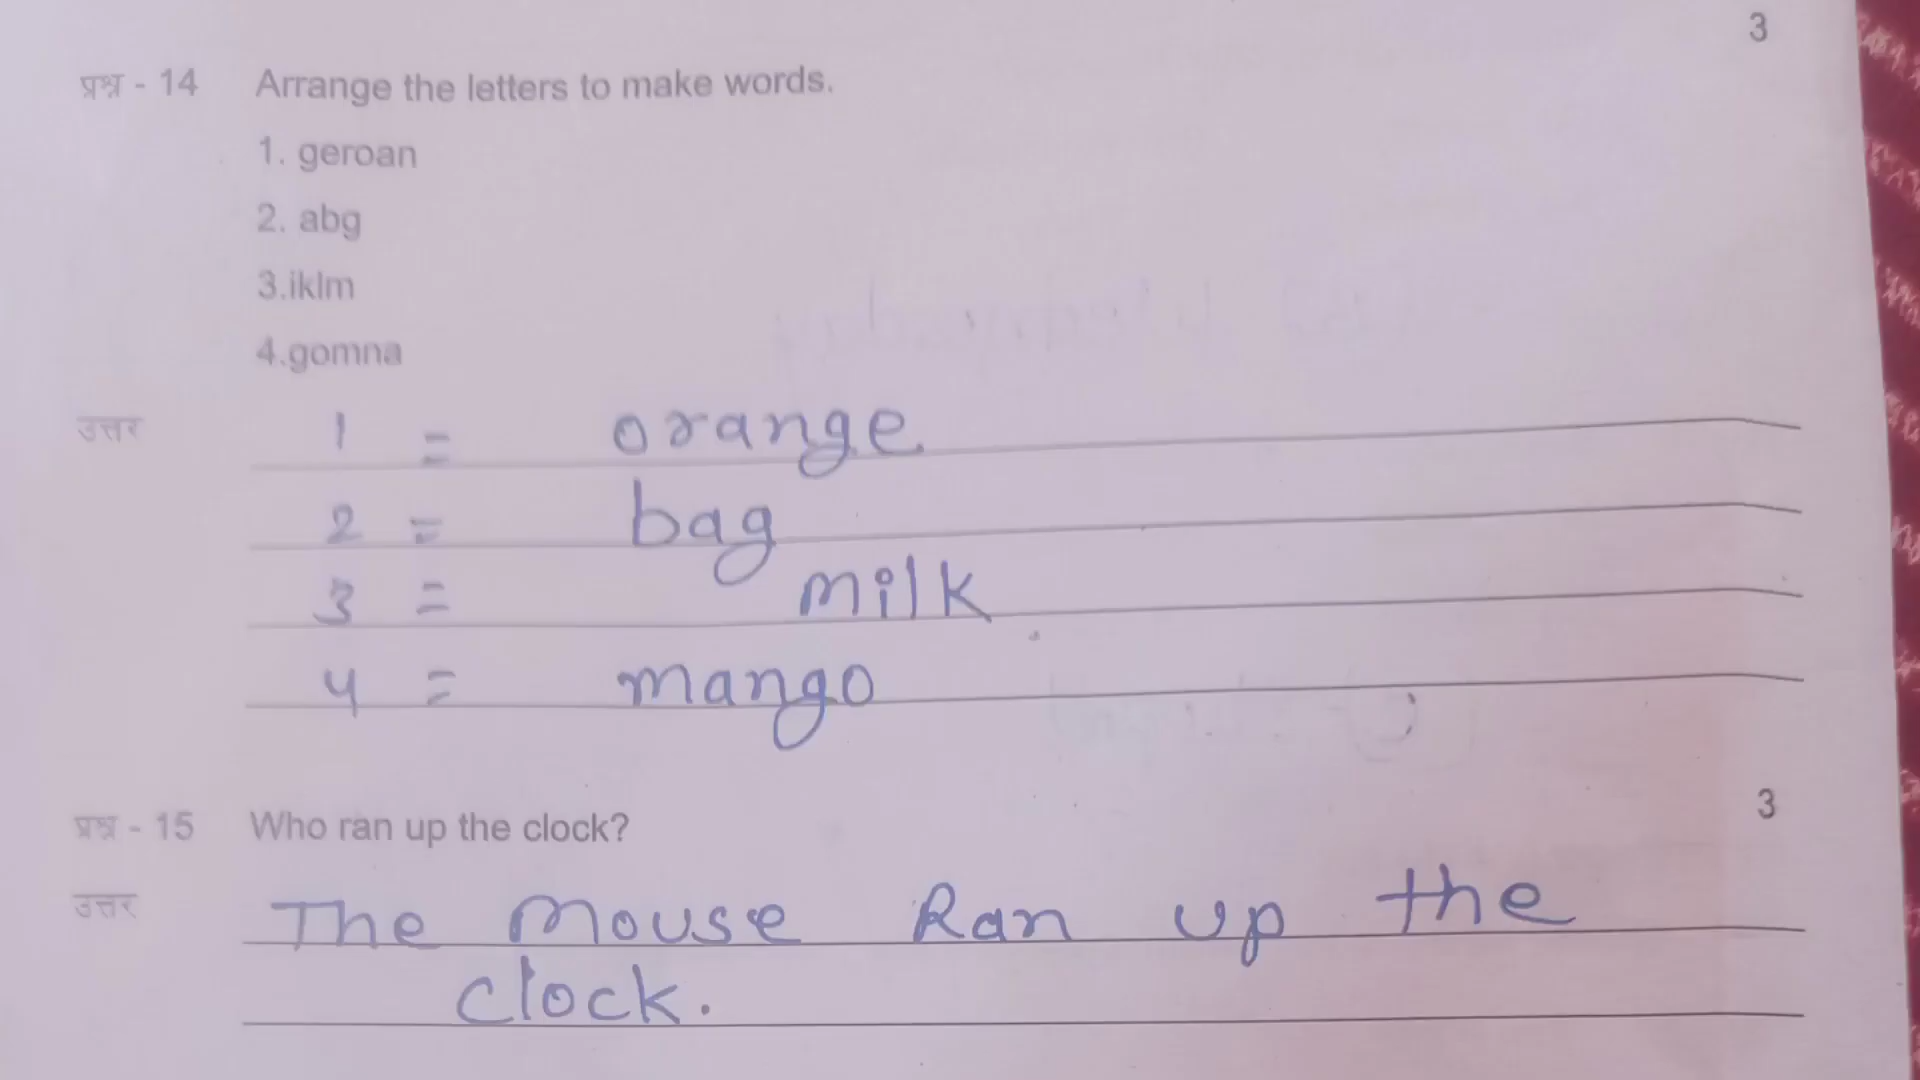 3
प्रश्न - 14 Arrange the letters to make words.
1. geroan
2. abg
3.iklm
4.gomna
उत्तर 1 = orange
2 = bag
3 = milk
4 = mango
3
प्रश्न - 15 Who ran up the clock?
उत्तर The mouse Ran up the
clock.